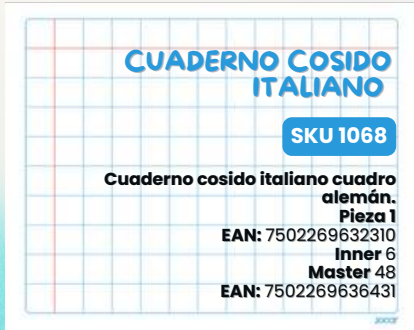 CUADERNO COSIDO
ITALIANO
SKU 1068
Cuaderno cosido italiano cuadro
alemán.
Pieza 1
EAN: 7502269632310
Inner 6
Master 48
EAN: 7502269636431
jocar